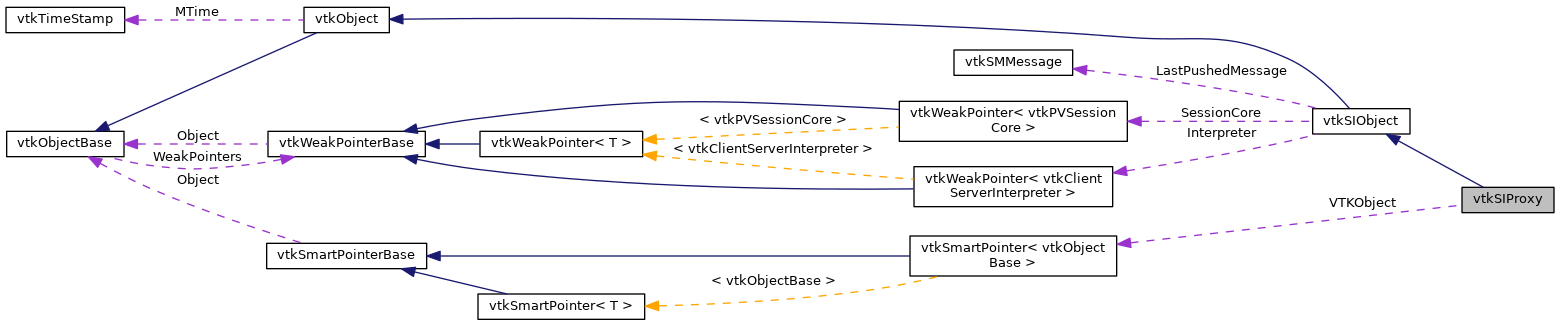 vtkTimeStamp
MTime
vtkObject
vtkSMMessage
LastPushedMessage
vtkWeakPointer< vtkPVSession
Core >
SessionCore
Interpreter
vtkSIObject
< vtkPVSessionCore >
vtkObjectBase
Object
WeakPointers
Object
vtkWeakPointerBase
vtkWeakPointer< T >
< vtkClientServerInterpreter >
vtkWeakPointer< vtkClient
ServerInterpreter >
vtkSIProxy
VTKObject
vtkSmartPointerBase
vtkSmartPointer< vtkObject
Base >
< vtkObjectBase >
vtkSmartPointer< T >